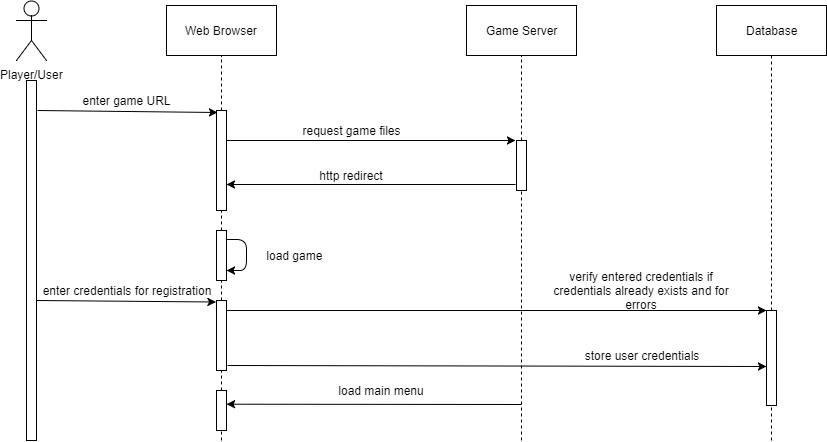 Web Browser
Game Server
Database
Player/User
enter game URL
request game files
http redirect
load game
verify entered credentials if
credentials already exists and for
errors
enter credentials for registration
store user credentials
load main menu